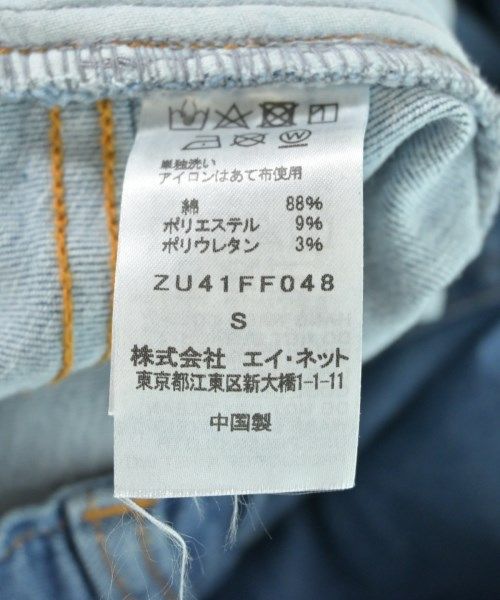 単独洗い
アイロンはあて布使用
綿 88%
ポリエステル 9%
ポリウレタン 3%
ZU41FF048
S
株式会社 エイ・ネット
東京都江東区新大橋1-1-11
中国製